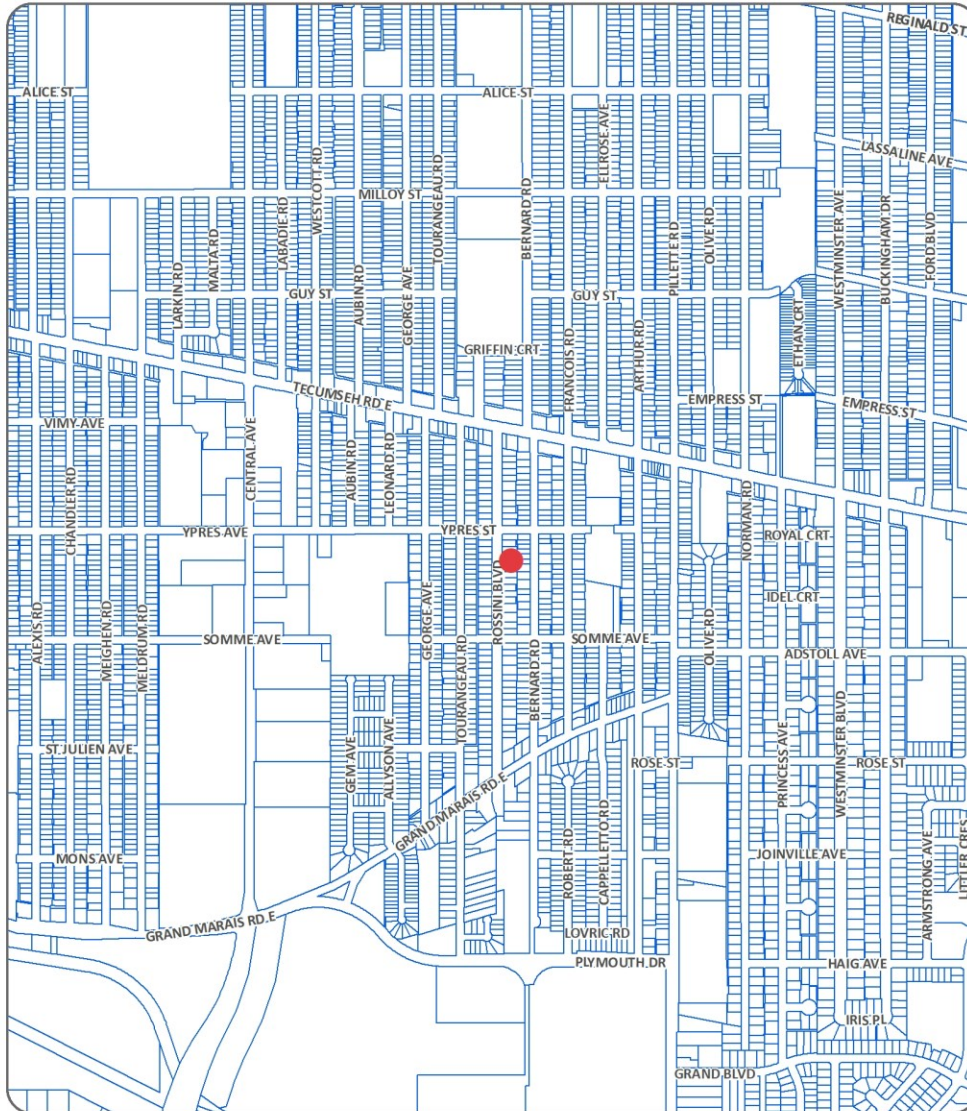 REGINALD ST
ALICE ST
ALICE ST
ELLROSE AVE
LASSALINE AVE
WESTCOTT RD
TOURANGEAU RD
MILLOY ST
BERNARD RD
WESTMINSTER AVE
BUCKINGHAM DR
FORD BLVD
LABADIE RD
MALTA RD
OLIVE RD
PILLETTE RD
LARKIN RD
AUBIN RD
GEORGE AVE
GUY ST
GUY ST
ETHAN CRT
GRIFFIN CRT
FRANCOIS RD
ARTHUR RD
TECUMSEH RD E
EMPRESS ST
EMPRESS ST
VIMY AVE
CENTRAL AVE
AUBIN RD
LEONARD RD
CHANDLER RD
NORMAN RD
YPRES AVE
YPRES ST
ROYAL CRT
ROSSINI BLVD
IDEL CRT
ALEXIS RD
MEIGHEN RD
MELDRUM RD
GEORGE AVE
OLIVE RD
SOMME AVE
SOMME AVE
TOURANGEAU RD
BERNARD RD
ADSTOLL AVE
ST JULIEN AVE
GEM AVE
ALLYSON AVE
PRINCESS AVE
WESTMINSTER BLVD
ROSE ST
ROSE ST
GRAND MARAIS RD E
MONS AVE
ROBERT RD
CAPPELLETTO RD
JOINVILLE AVE
ARMSTRONG AVE
LEFLER CRES
GRAND MARAIS RD E
LOVRIC RD
PLYMOUTH DR
HAIG AVE
IRIS PL
GRAND BLVD